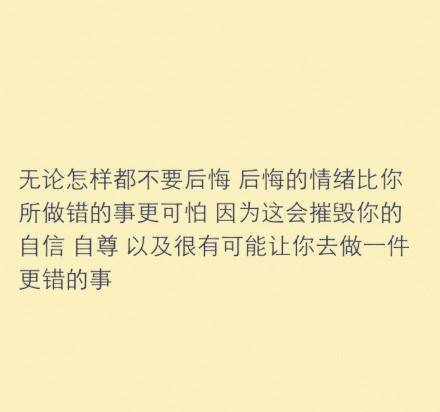 无论怎样都不要后悔 后悔的情绪比你
所做错的事更可怕 因为这会摧毁你的
自信 自尊 以及很有可能让你去做一件
更错的事